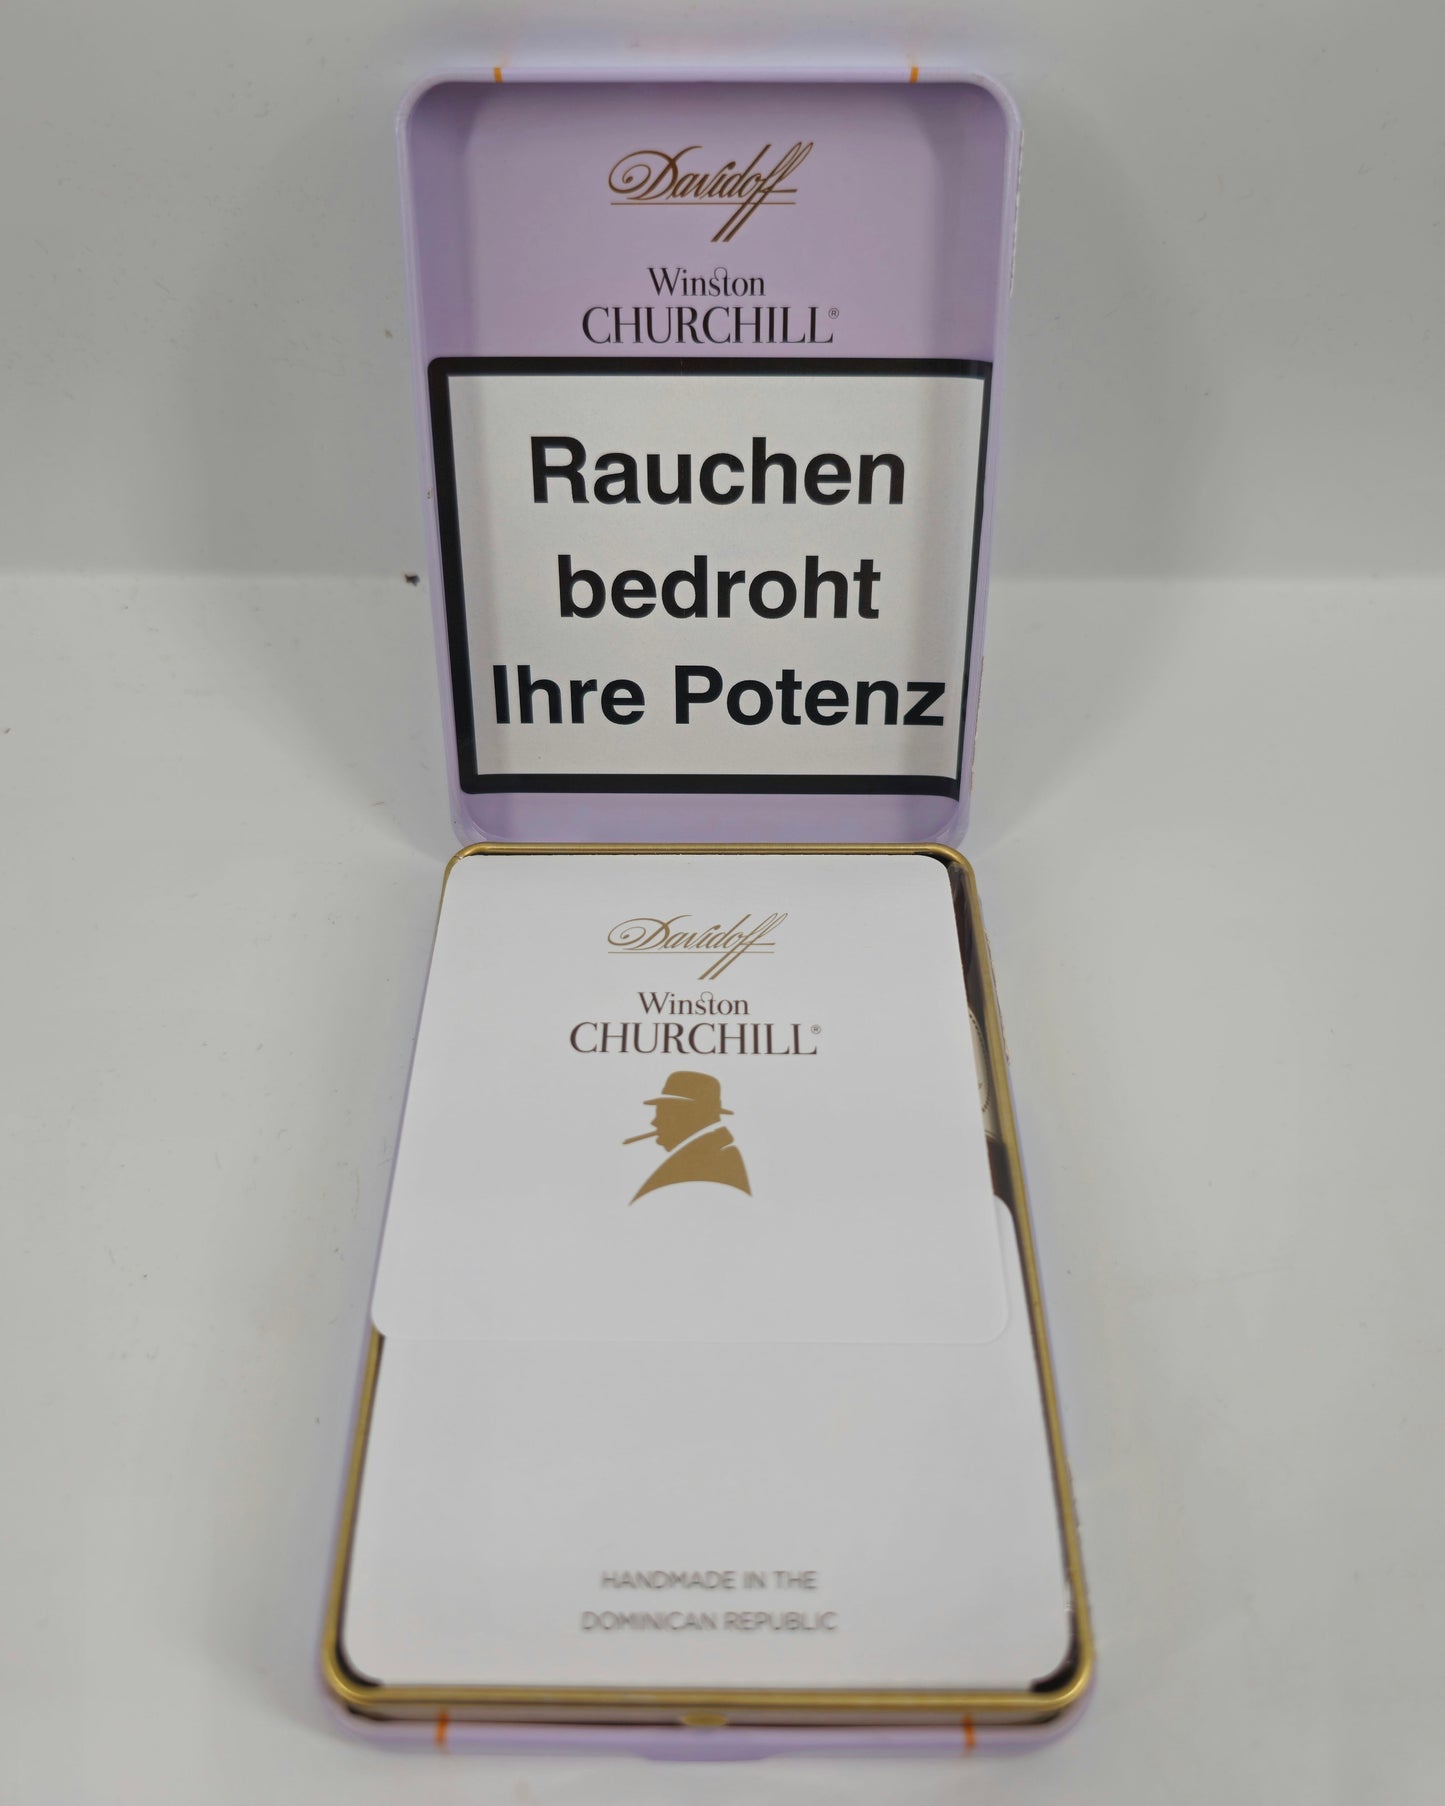 Davidoff
Winston
CHURCHILL®
Rauchen
bedroht
Ihre Potenz
Davidoff
Winston
CHURCHILL®
HANDMADE IN THE
DOMINICAN REPUBLIC